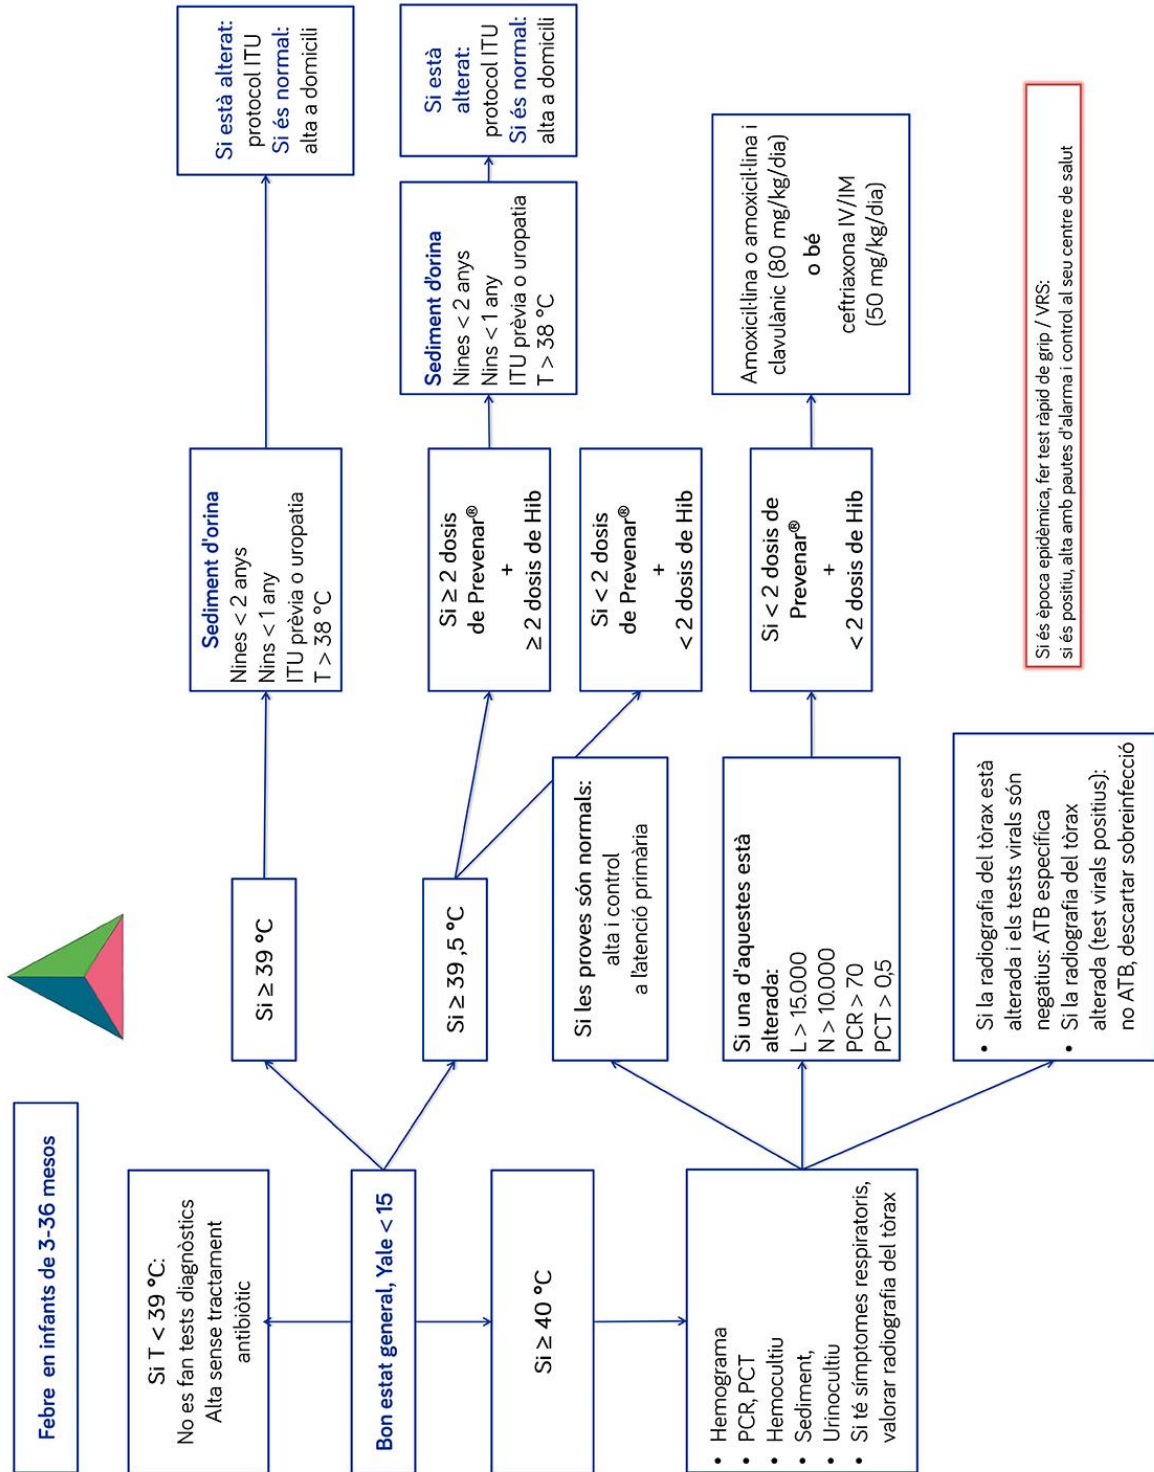 Febre  en infants de 3-36 mesos
Si T < 39 °C:
No es fan tests diagnòstics
Alta sense tractament
antibiòtic
Bon estat general, Yale < 15
Si ≥ 40 °C
• Hemograma
• PCR, PCT
• Hemocultiu
• Sediment,
• Urinocultiu
• Si té símptomes respiratoris,
valorar radiografia del tòrax
Si ≥ 39 °C
Si ≥ 39 ,5 °C
Si les proves són normals:
alta i control
a l'atenció primària
Si una d'aquestes està
alterada:
L > 15.000
N > 10.000
PCR > 70
PCT > 0,5
• Si la radiografia del tòrax està
alterada i els tests virals són
negatius: ATB específica
• Si la radiografia del tòrax
alterada (test virals positius):
no ATB, descartar sobreinfecció
Sediment d'orina
Nines < 2 anys
Nins < 1 any
ITU prèvia o uropatia
T > 38 °C
Si ≥ 2 dosis
de Prevenar®
+
≥ 2 dosis de Hib
Si < 2 dosis
de Prevenar®
+
< 2 dosis de Hib
Si < 2 dosis de
Prevenar®
+
< 2 dosis de Hib
Si està alterat:
protocol ITU
Si és normal:
alta a domicili
Sediment d'orina
Nines < 2 anys
Nins < 1 any
ITU prèvia o uropatia
T > 38 °C
Si està
alterat:
protocol ITU
Si és normal:
alta a domicili
Amoxicil·lina o amoxicil·lina i
clavulànic (80 mg/kg/dia)
o bé
ceftriaxona IV/IM
(50 mg/kg/dia)
Si és època epidèmica, fer test ràpid de grip / VRS:
si és positiu, alta amb pautes d'alarma i control al seu centre de salut